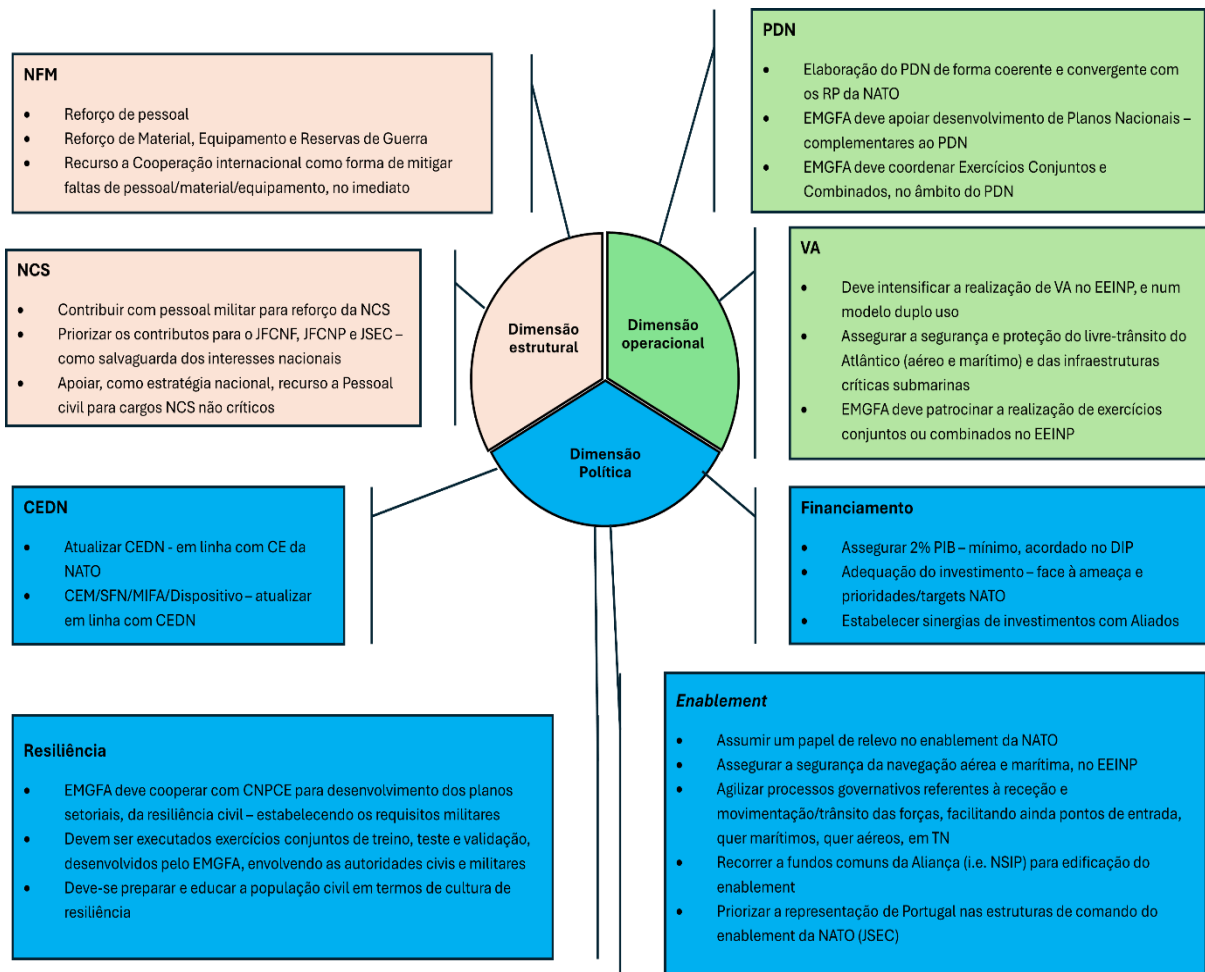 NFM
• Reforço de pessoal
• Reforço de Material, Equipamento e Reservas de Guerra
• Recurso a Cooperação internacional como forma de mitigar
faltas de pessoal/material/equipamento, no imediato
PDN
• Elaboração do PDN de forma coerente e convergente com
os RP da NATO
• EMGFA deve apoiar desenvolvimento de Planos Nacionais –
complementares ao PDN
• EMGFA deve coordenar Exercícios Conjuntos e
Combinados, no âmbito do PDN
NCS
• Contribuir com pessoal militar para reforço da NCS
• Priorizar os contributos para o JFCNF, JFCNP e JSEC –
como salvaguarda dos interesses nacionais
• Apoiar, como estratégia nacional, recurso a Pessoal
civil para cargos NCS não críticos
Dimensão
estrutural
Dimensão
operacional
Dimensão
Política
VA
• Deve intensificar a realização de VA no EEINP, e num
modelo duplo uso
• Assegurar a segurança e proteção do livre-trânsito do
Atlântico (aéreo e marítimo) e das infraestruturas
críticas submarinas
• EMGFA deve patrocinar a realização de exercícios
conjuntos ou combinados no EEINP
CEDN
• Atualizar CEDN - em linha com CE da
NATO
• CEM/SFN/MIFA/Dispositivo – atualizar
em linha com CEDN
Financiamento
• Assegurar 2% PIB – mínimo, acordado no DIP
• Adequação do investimento – face à ameaça e
prioridades/targets NATO
• Estabelecer sinergias de investimentos com Aliados
Resiliência
• EMGFA deve cooperar com CNPCE para desenvolvimento dos planos
setoriais, da resiliência civil – estabelecendo os requisitos militares
• Devem ser executados exercícios conjuntos de treino, teste e validação,
desenvolvidos pelo EMGFA, envolvendo as autoridades civis e militares
• Deve-se preparar e educar a população civil em termos de cultura de
resiliência
Enablement
• Assumir um papel de relevo no enablement da NATO
• Assegurar a segurança da navegação aérea e marítima, no EEINP
• Agilizar processos governativos referentes à receção e
movimentação/trânsito das forças, facilitando ainda pontos de entrada,
quer marítimos, quer aéreos, em TN
• Recorrer a fundos comuns da Aliança (i.e. NSIP) para edificação do
enablement
• Priorizar a representação de Portugal nas estruturas de comando do
enablement da NATO (JSEC)